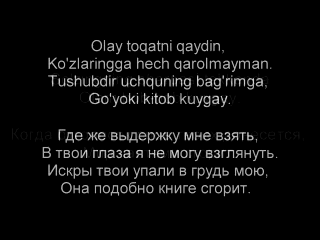 Olay toqatni qaydin,
Ko'zlaringga hech qarolmayman.
Tushubdir uchquning bag'rimga,
Go'yoki kitob kuygay.
Где же выдержку мне взять,
В твои глаза я не могу взглянуть.
Искры твои упали в грудь мою,
Она подобно книге сгорит.